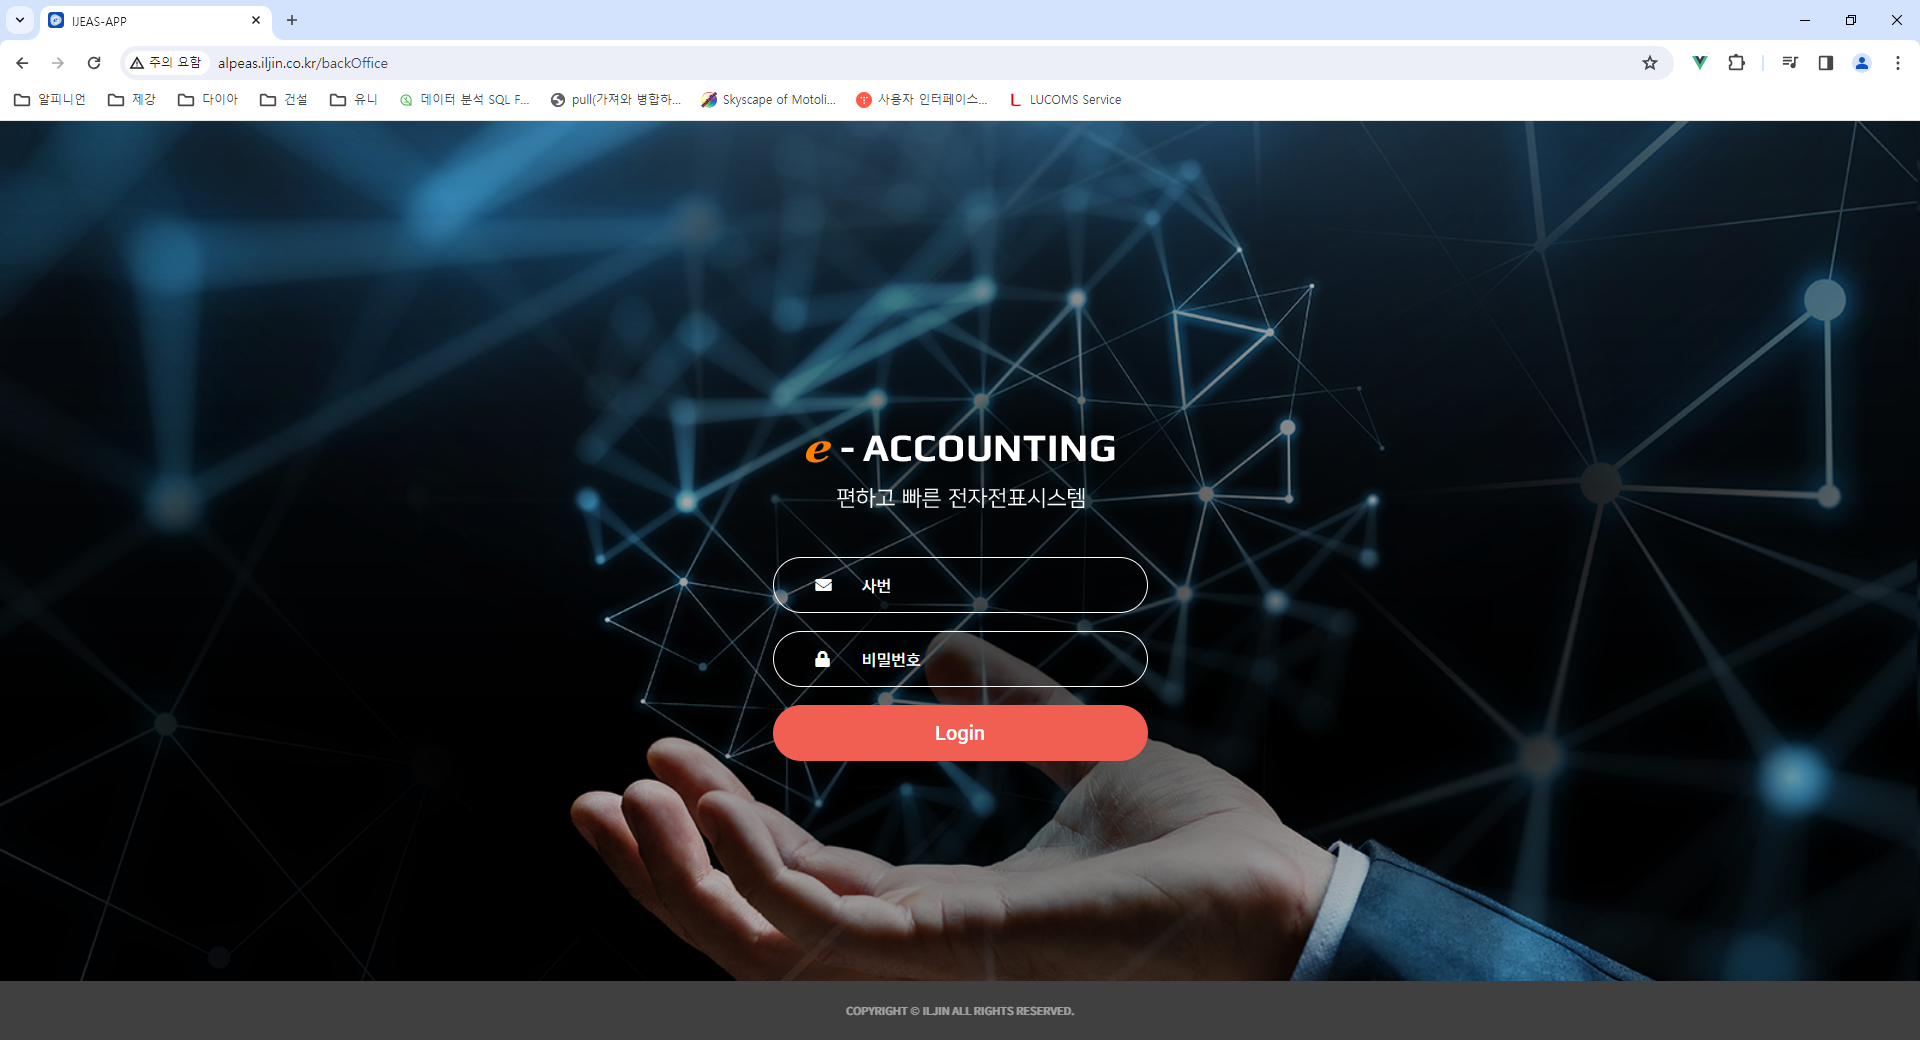 IJEAS-APP
주의 요함 alpeas.iljin.co.kr/backOffice
알피니언 제강 다이아 건설 유니 데이터 분석 SQL F... pull(가져와 병합하... Skyscape of Motoli... 사용자 인터페이스... LUCOMS Service
e - ACCOUNTING
편하고 빠른 전자전표시스템
사번
비밀번호
Login
COPYRIGHT © ILJIN ALL RIGHTS RESERVED.